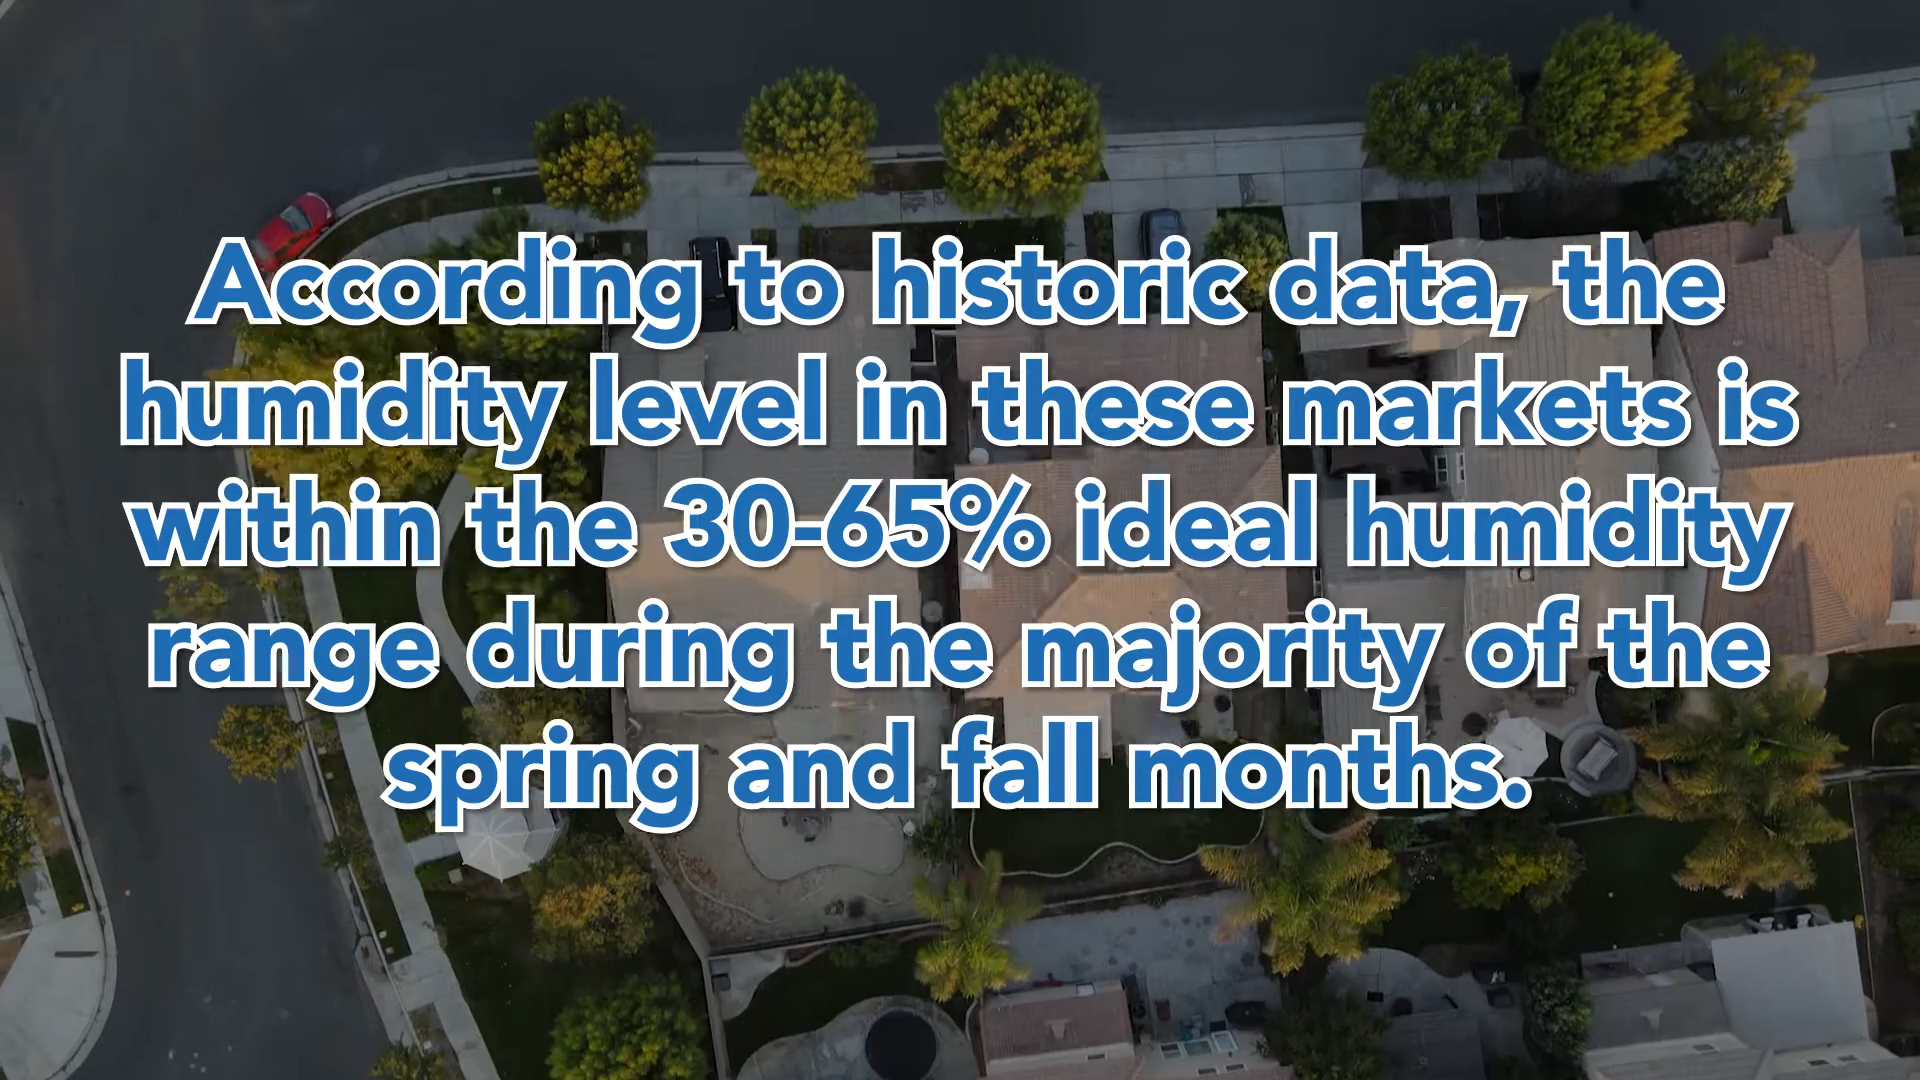 According to historic data, the
humidity level in these markets is
within the 30-65% ideal humidity
range during the majority of the
spring and fall months.